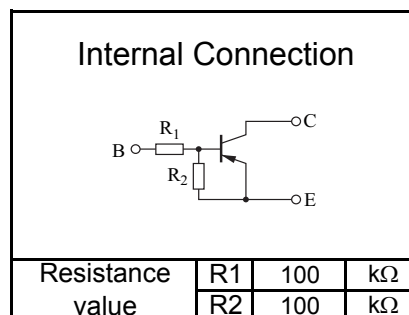 Internal Connection
C
R1
B
R2
E
Resistance value R1 100 kΩ
R2 100 kΩ